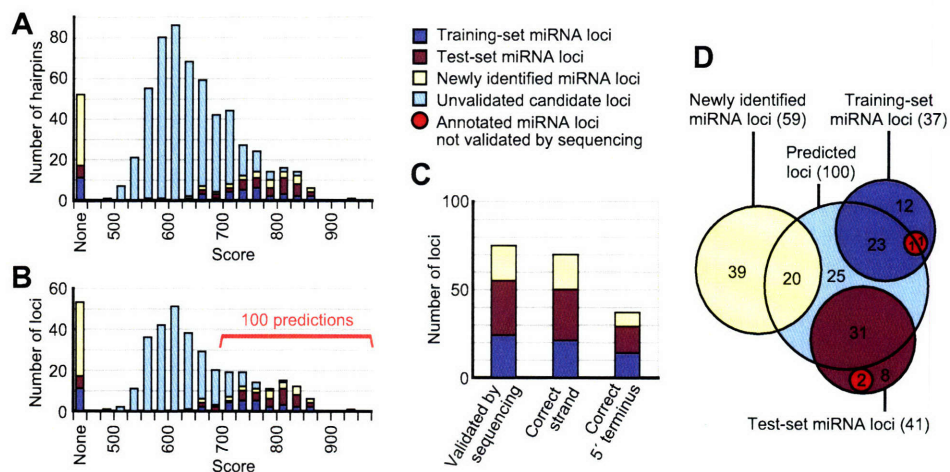 A
Number of hairpins
80
60
40
20
0
None
500
600
700
800
900
Score
B
Number of loci
60
40
20
0
100 predictions
None
500
600
700
800
900
Score
Training-set miRNA loci
Test-set miRNA loci
Newly identified miRNA loci
Unvalidated candidate loci
Annotated miRNA loci
not validated by sequencing
C
Number of loci
100
50
0
Validated by
sequencing
Correct
strand
Correct
5´ terminus
D
Newly identified
miRNA loci (59)
Training-set
miRNA loci (37)
Predicted
loci (100)
12
23
39
20
25
31
2
8
Test-set miRNA loci (41)